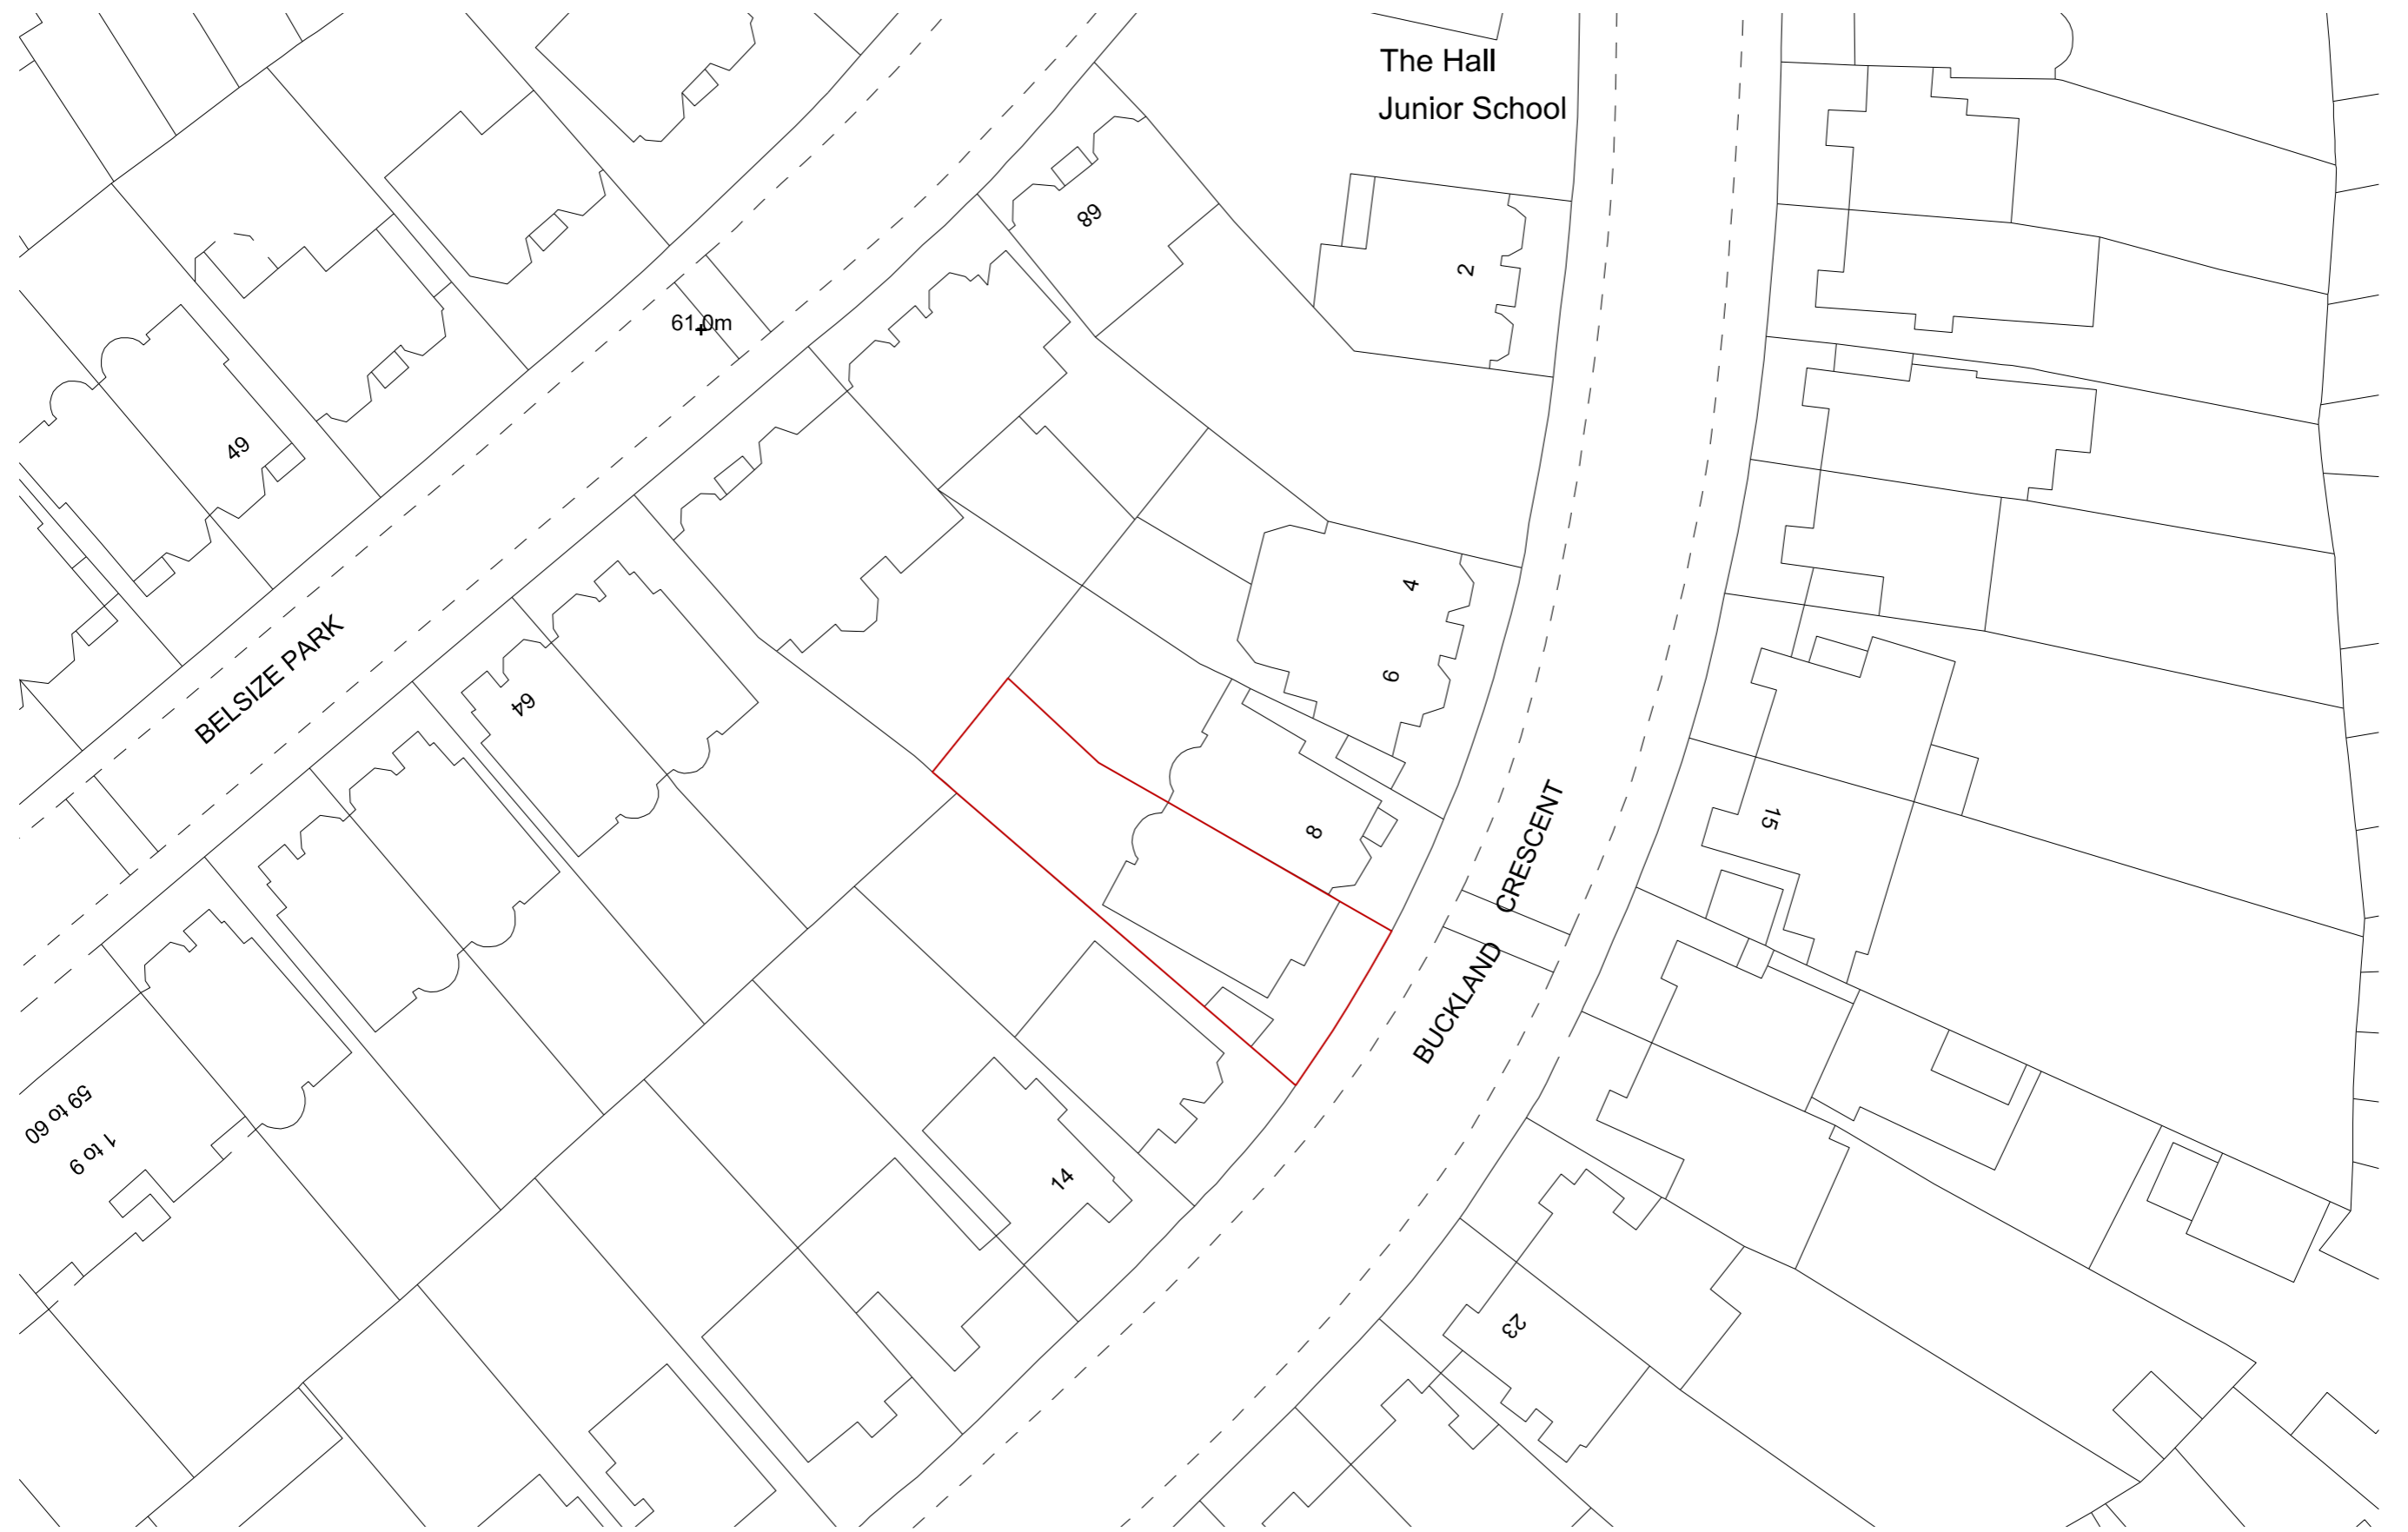 The Hall
Junior School
68
2
61.0m
49
4
6
BELSIZE PARK
64
8
15
BUCKLAND CRESCENT
59 to 60
1 to 9
14
23